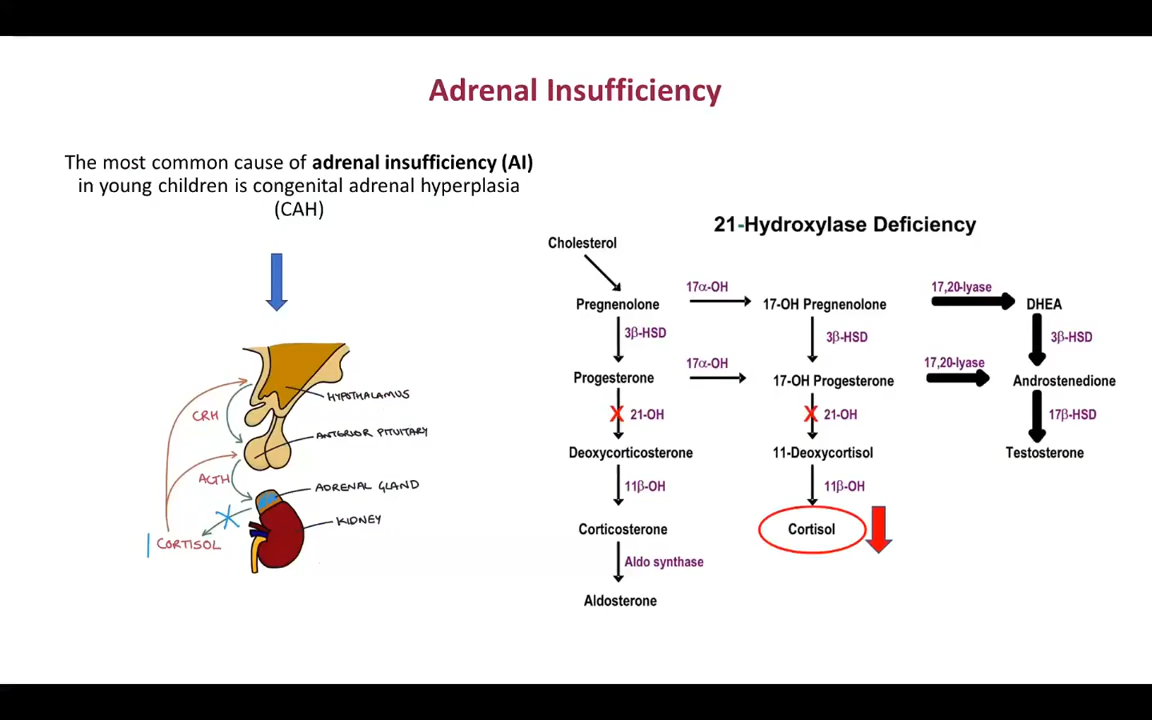 Adrenal Insufficiency
The most common cause of adrenal insufficiency (AI)
in young children is congenital adrenal hyperplasia
(CAH)
HYPOTHALAMUS
CRH
ANTERIOR PITUITARY
ACTH
ADRENAL GLAND
KIDNEY
CORTISOL
21-Hydroxylase Deficiency
Cholesterol
17α-OH
17,20-lyase
Pregnenolone
17-OH Pregnenolone
DHEA
3β-HSD
3β-HSD
3β-HSD
17α-OH
17,20-lyase
Progesterone
17-OH Progesterone
Androstenedione
X 21-OH
X 21-OH
17β-HSD
Deoxycorticosterone
11-Deoxycortisol
Testosterone
11β-OH
11β-OH
Corticosterone
Cortisol
Aldo synthase
Aldosterone